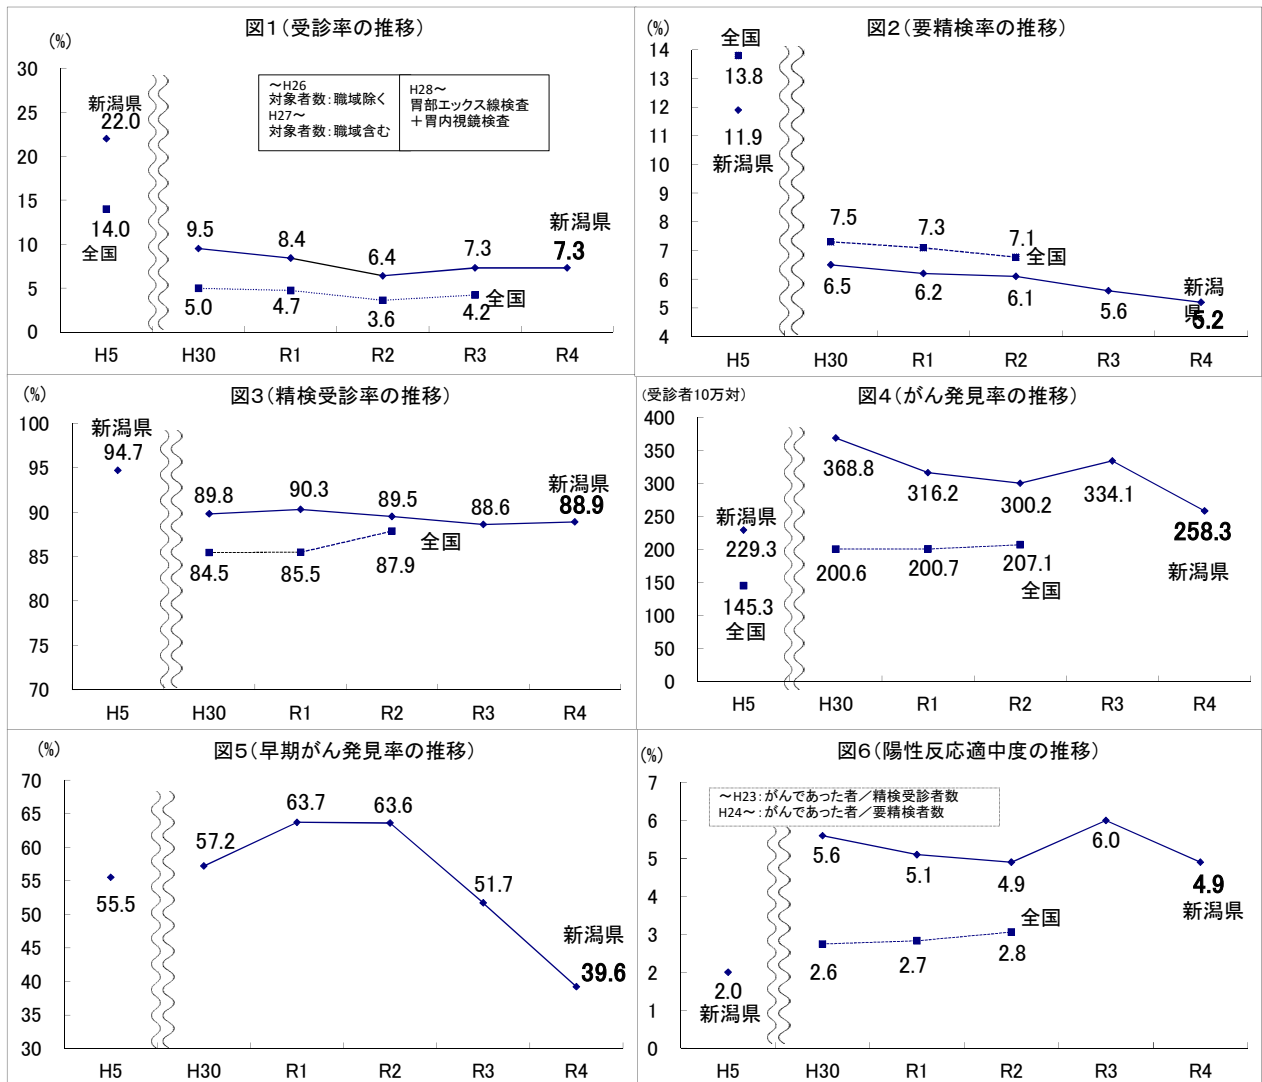 図1（受診率の推移）
(%)
30
25
20
15
10
5
0
新潟県
22.0
14.0
全国
～H26
対象者数：職域除く
H27～
対象者数：職域含む
H28～
胃部エックス線検査
＋胃内視鏡検査
9.5
8.4
6.4
7.3
新潟県
7.3
5.0
4.7
3.6
4.2
全国
H5 H30 R1 R2 R3 R4
図2（要精検率の推移）
(%)
14
13
12
11
10
9
8
7
6
5
4
全国
13.8
11.9
新潟県
7.5
7.3
7.1
全国
6.5
6.2
6.1
5.6
新潟
県
5.2
H5 H30 R1 R2 R3 R4
図3（精検受診率の推移）
(%)
100
95
90
85
80
75
70
新潟県
94.7
89.8
90.3
89.5
88.6
新潟県
88.9
84.5
85.5
87.9
全国
H5 H30 R1 R2 R3 R4
図4（がん発見率の推移）
(受診者10万対)
400
350
300
250
200
150
100
50
0
新潟県
229.3
145.3
全国
368.8
316.2
300.2
334.1
258.3
新潟県
200.6
200.7
207.1
全国
H5 H30 R1 R2 R3 R4
図5（早期がん発見率の推移）
(%)
70
65
60
55
50
45
40
35
30
55.5
57.2
63.7
63.6
51.7
新潟県
39.6
H5 H30 R1 R2 R3 R4
図6（陽性反応適中度の推移）
(%)
7
6
5
4
3
2
1
0
～H23：がんであった者／精検受診者数
H24～：がんであった者／要精検者数
5.6
5.1
4.9
6.0
4.9
新潟県
全国
2.6
2.7
2.8
2.0
新潟県
H5 H30 R1 R2 R3 R4